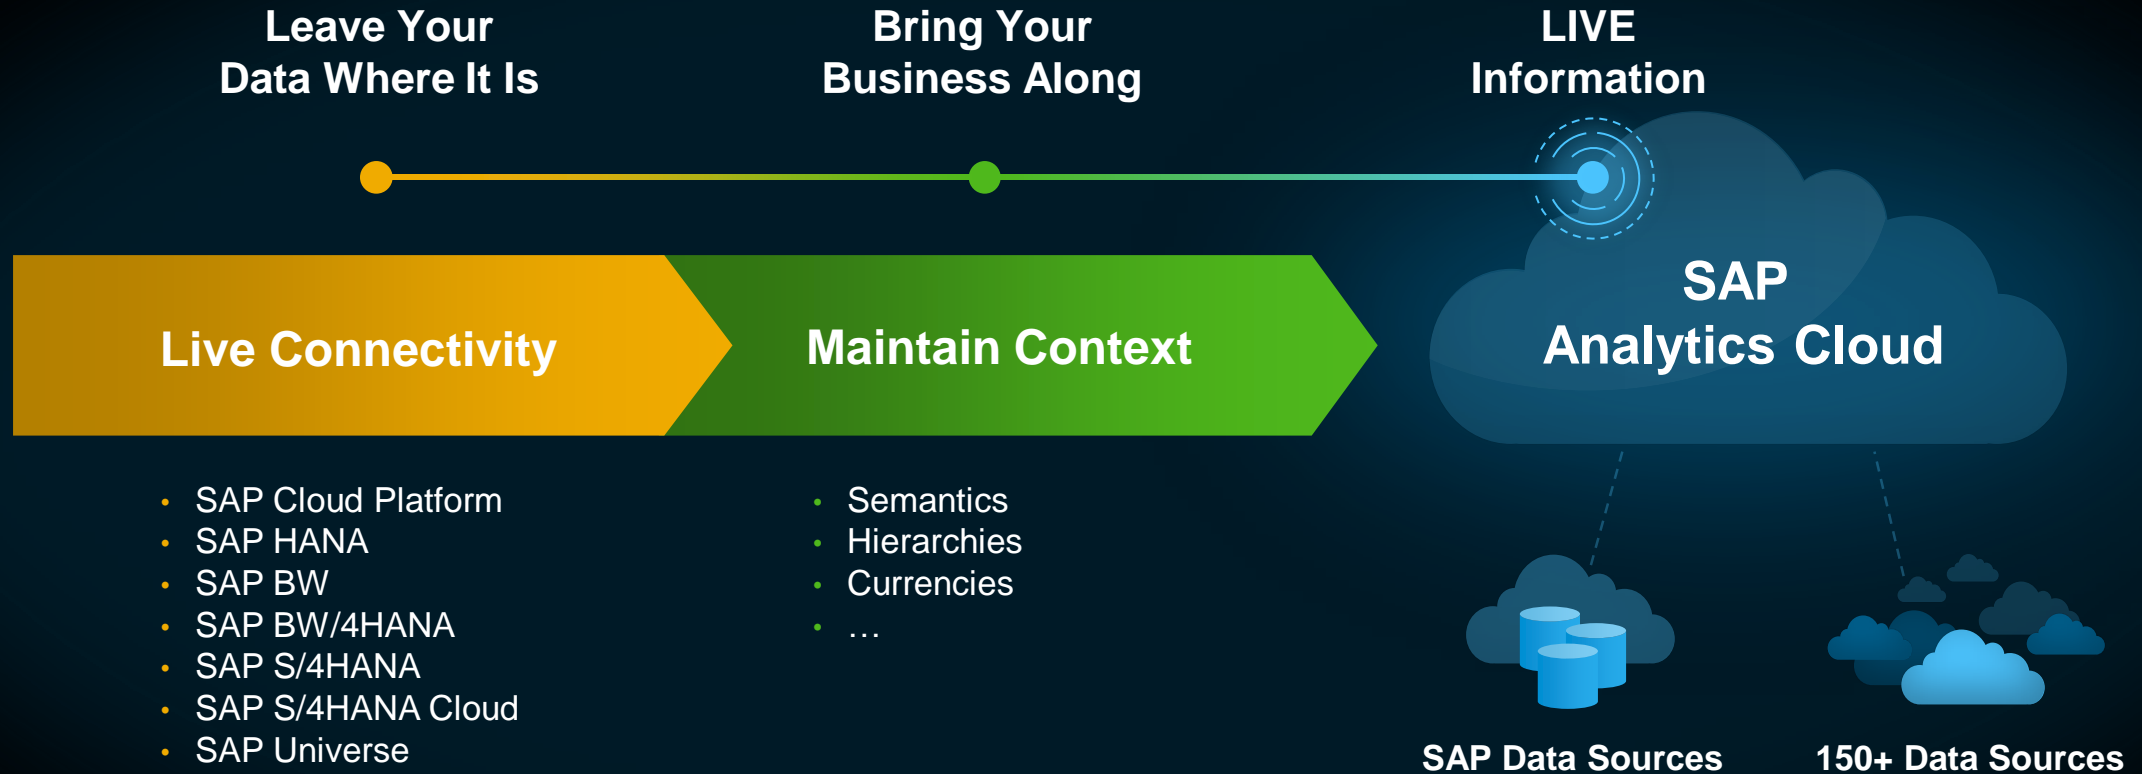 Leave Your
Data Where It Is
Bring Your
Business Along
LIVE
Information
Live Connectivity
Maintain Context
SAP
Analytics Cloud
• SAP Cloud Platform
• SAP HANA
• SAP BW
• SAP BW/4HANA
• SAP S/4HANA
• SAP S/4HANA Cloud
• SAP Universe
• Semantics
• Hierarchies
• Currencies
• …
SAP Data Sources
150+ Data Sources